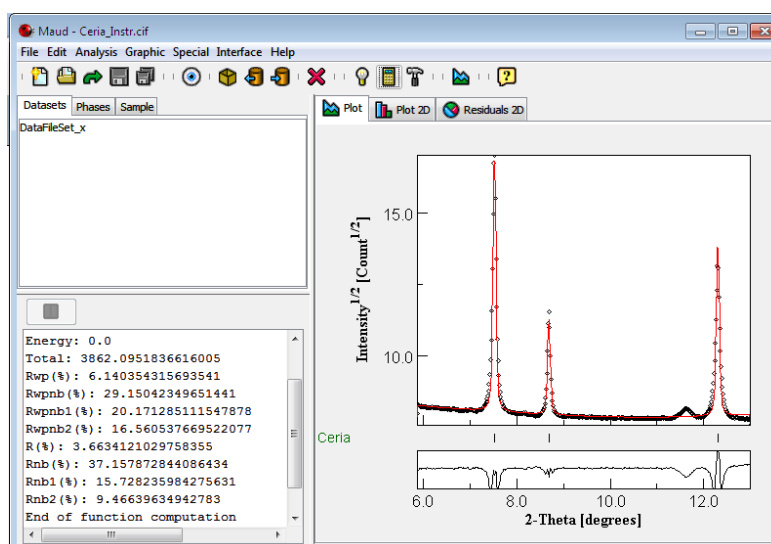 Maud - Ceria_Instr.cif
File Edit Analysis Graphic Special Interface Help
Datasets Phases Sample
DataFileSet_x
Plot Plot 2D Residuals 2D
Energy: 0.0
Total: 3862.0951836616005
Rwp(%): 6.140354315693541
Rwpnb(%): 29.15042349651441
Rwpnb1(%): 20.171285111547878
Rwpnb2(%): 16.560537669522077
R(%): 3.6634121029758355
Rnb(%): 37.157872844086434
Rnb1(%): 15.728235984275631
Rnb2(%): 9.46639634942783
End of function computation
Intensity1/2 [Count1/2]
15.0
10.0
Ceria
6.0 8.0 10.0 12.0
2-Theta [degrees]